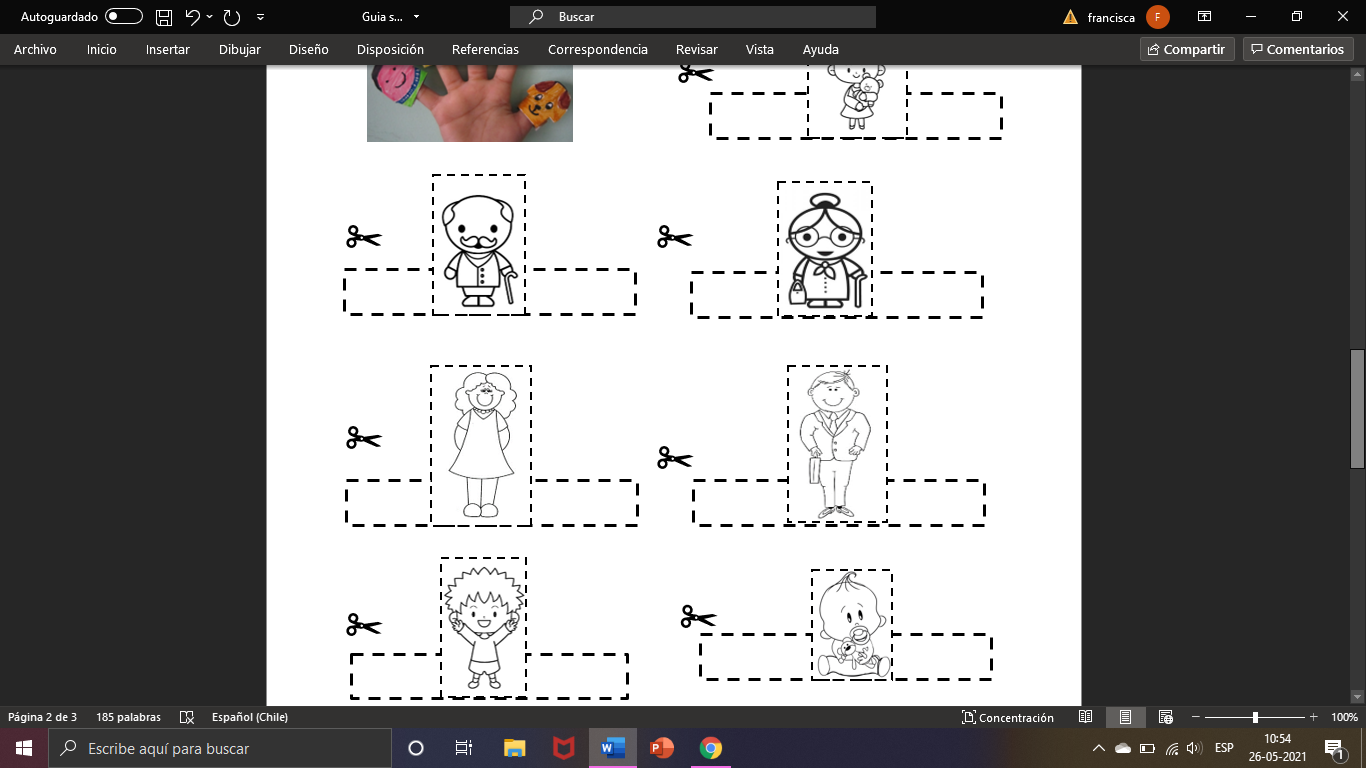 Autoguardado
Guia s...
Buscar
francisca
F
Archivo Inicio Insertar Dibujar Diseño Disposición Referencias Correspondencia Revisar Vista Ayuda
Compartir
Comentarios
Página 2 de 3
185 palabras
Español (Chile)
Concentración
100%
Escribe aquí para buscar
W
P
ESP
10:54
26-05-2021
1